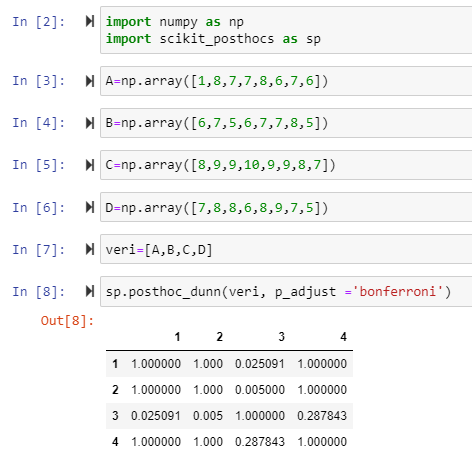 In [2]: import numpy as np
import scikit_posthocs as sp
In [3]: A=np.array([1,8,7,7,8,6,7,6])
In [4]: B=np.array([6,7,5,6,7,7,8,5])
In [5]: C=np.array([8,9,9,10,9,9,8,7])
In [6]: D=np.array([7,8,8,6,8,9,7,5])
In [7]: veri=[A,B,C,D]
In [8]: sp.posthoc_dunn(veri, p_adjust ='bonferroni')
Out[8]:
1 2 3 4
1 1.000000 1.000 0.025091 1.000000
2 1.000000 1.000 0.005000 1.000000
3 0.025091 0.005 1.000000 0.287843
4 1.000000 1.000 0.287843 1.000000